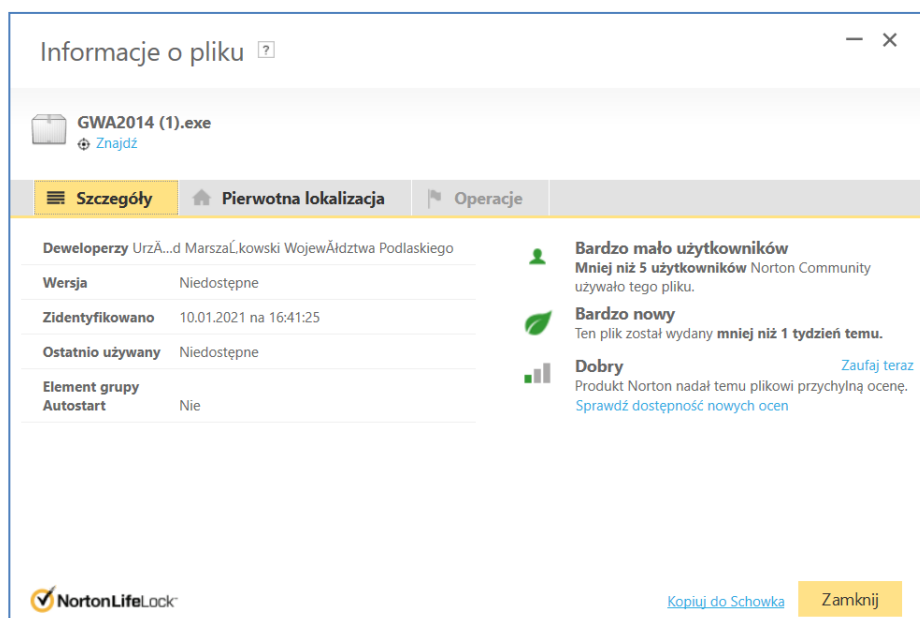 Informacje o pliku ?
GWA2014 (1).exe
Znajdź
Szczegóły
Pierwotna lokalizacja
Operacje
Deweloperzy UrzÄ...d MarszaĹ‚kowski WojewĂłdztwa Podlaskiego
Wersja Niedostępne
Zidentyfikowano 10.01.2021 na 16:41:25
Ostatnio używany Niedostępne
Element grupy
Autostart Nie
Bardzo mało użytkowników
Mniej niż 5 użytkowników Norton Community
używało tego pliku.
Bardzo nowy
Ten plik został wydany mniej niż 1 tydzień temu.
Dobry Zaufaj teraz
Produkt Norton nadał temu plikowi przychylną ocenę.
Sprawdź dostępność nowych ocen
NortonLifeLock
Kopiuj do Schowka
Zamknij